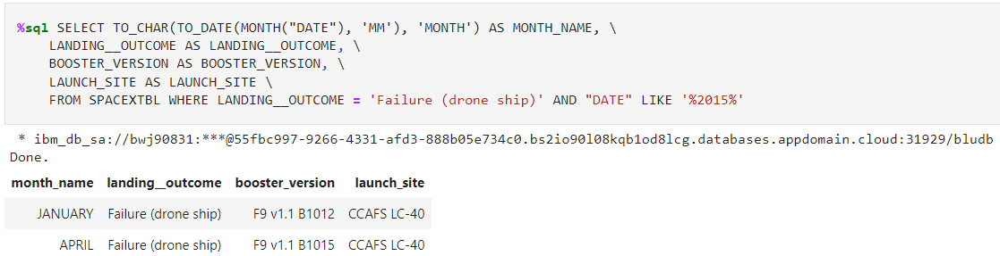 %sql SELECT TO_CHAR(TO_DATE(MONTH("DATE"), 'MM'), 'MONTH') AS MONTH_NAME, \
LANDING__OUTCOME AS LANDING__OUTCOME, \
BOOSTER_VERSION AS BOOSTER_VERSION, \
LAUNCH_SITE AS LAUNCH_SITE \
FROM SPACEXTBL WHERE LANDING__OUTCOME = 'Failure (drone ship)' AND "DATE" LIKE '%2015%'
* ibm_db_sa://bwj90831:***@55fbc997-9266-4331-afd3-888b05e734c0.bs2io90l08kqb1od8lcg.databases.appdomain.cloud:31929/bludb
Done.
month_name landing__outcome booster_version launch_site
JANUARY Failure (drone ship) F9 v1.1 B1012 CCAFS LC-40
APRIL Failure (drone ship) F9 v1.1 B1015 CCAFS LC-40